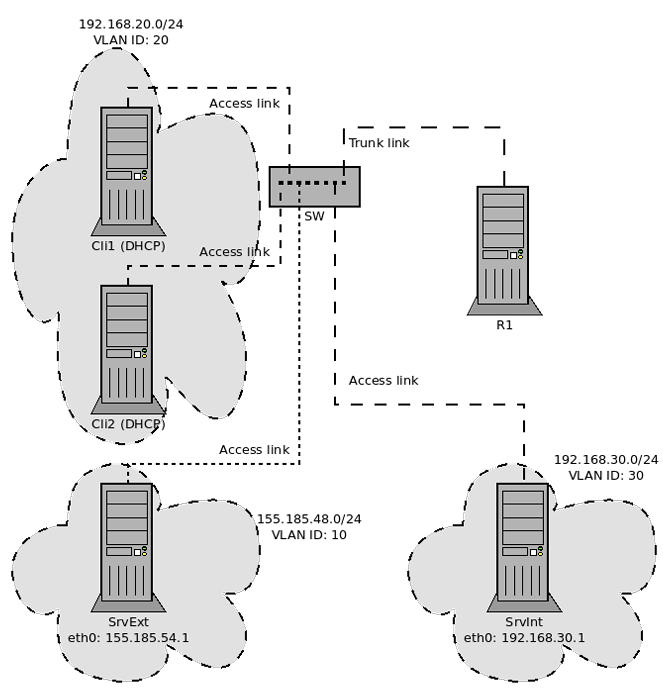 192.168.20.0/24
VLAN ID: 20
Access link
Trunk link
SW
Cli1 (DHCP)
Access link
R1
Access link
Cli2 (DHCP)
Access link
192.168.30.0/24
VLAN ID: 30
155.185.48.0/24
VLAN ID: 10
SrvExt
eth0: 155.185.54.1
SrvInt
eth0: 192.168.30.1